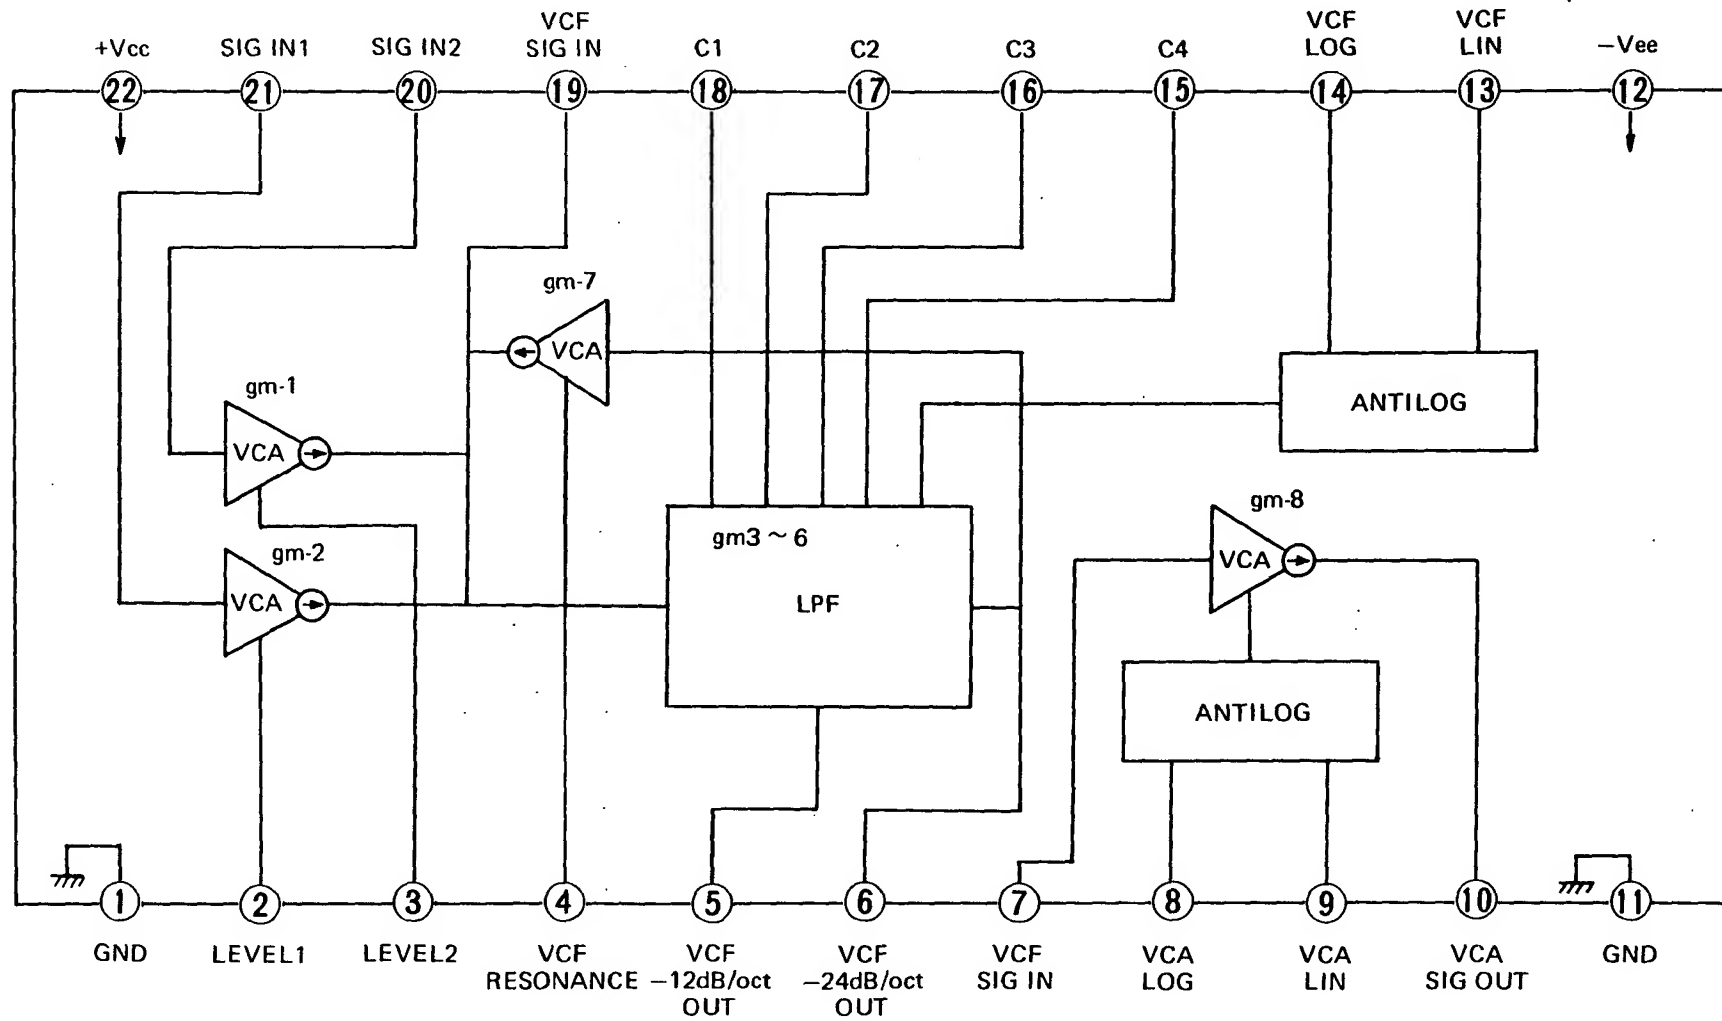 +Vcc
SIG IN1
SIG IN2
VCF
SIG IN
C1
C2
C3
C4
VCF
LOG
VCF
LIN
−Vee
22
21
20
19
18
17
16
15
14
13
12
gm-7
VCA
gm-1
VCA
ANTILOG
gm-8
VCA
gm3 ~ 6
LPF
gm-2
VCA
ANTILOG
1
2
3
4
5
6
7
8
9
10
11
GND
LEVEL1
LEVEL2
VCF
RESONANCE
VCF
−12dB/oct
OUT
VCF
−24dB/oct
OUT
VCF
SIG IN
VCA
LOG
VCA
LIN
VCA
SIG OUT
GND